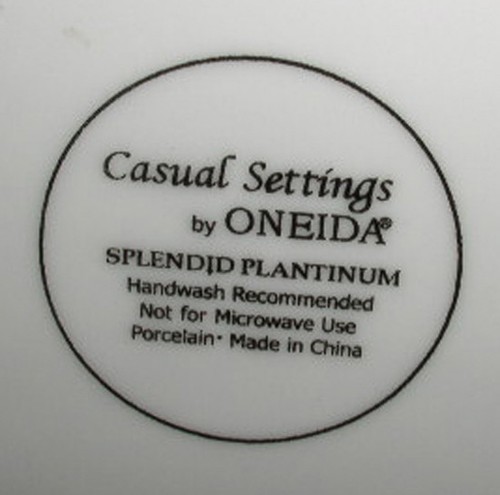 Casual Settings
by ONEIDA®
SPLENDID PLANTINUM
Handwash Recommended
Not for Microwave Use
Porcelain · Made in China